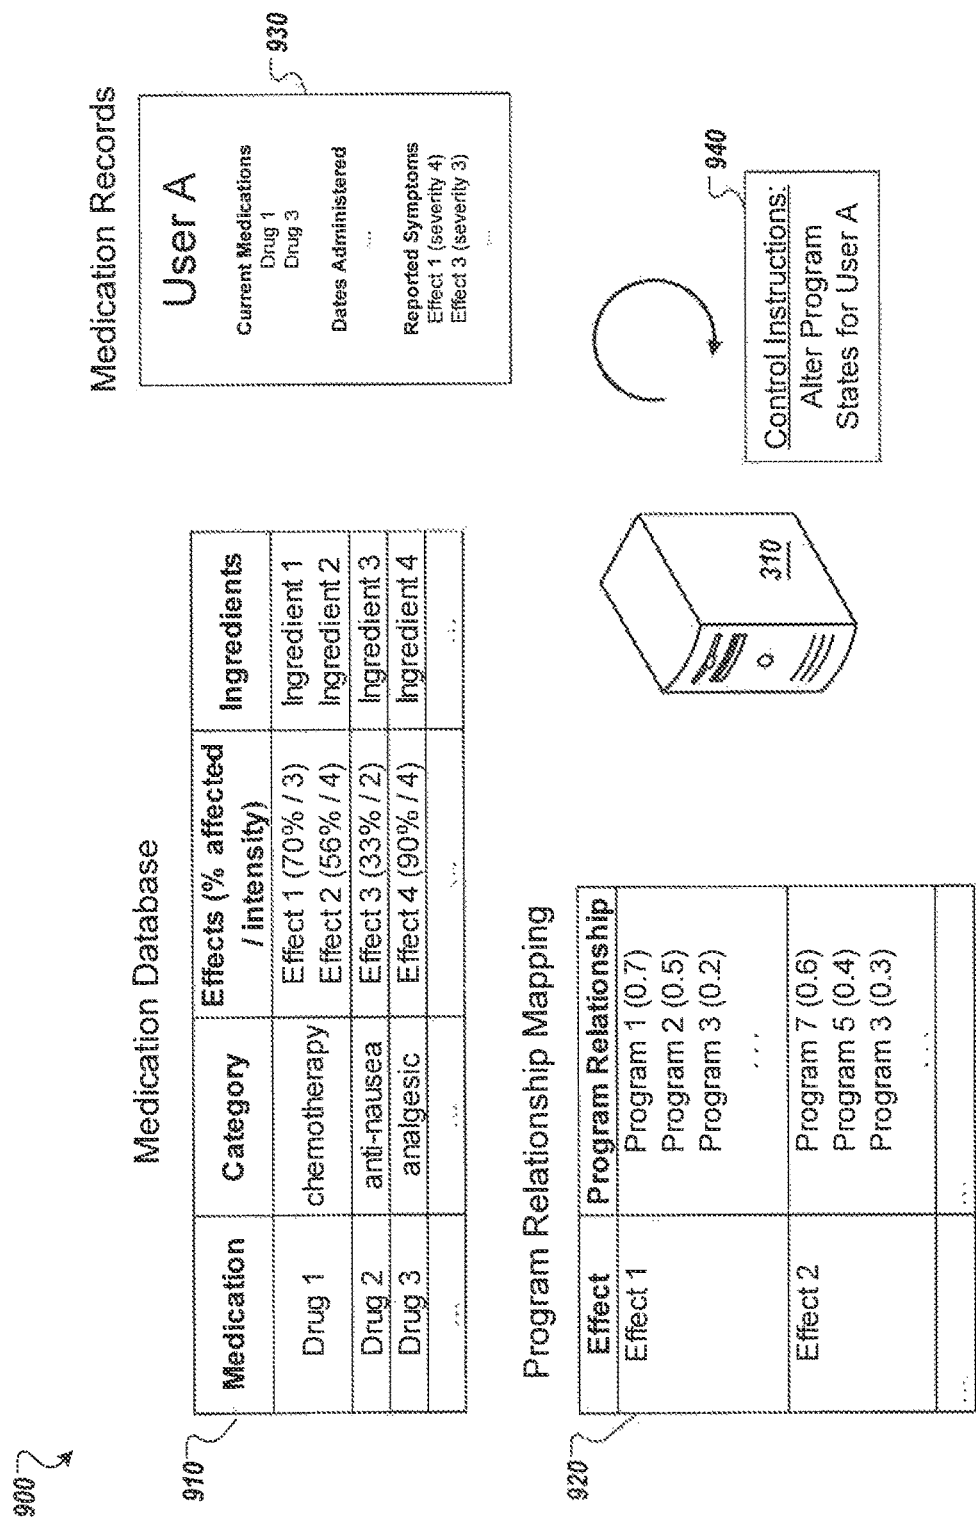 900
Medication Database
910
Medication Category Effects (% affected / intensity) Ingredients
Drug 1 chemotherapy Effect 1 (70% / 3) Ingredient 1
Effect 2 (56% / 4) Ingredient 2
Drug 2 anti-nausea Effect 3 (33% / 2) Ingredient 3
Drug 3 analgesic Effect 4 (90% / 4) Ingredient 4
... ... ... ...
Medication Records
930
User A
Current Medications
Drug 1
Drug 3
Dates Administered
...
Reported Symptoms
Effect 1 (severity 4)
Effect 3 (severity 3)
...
Program Relationship Mapping
920
Effect Program Relationship
Effect 1 Program 1 (0.7)
Program 2 (0.5)
Program 3 (0.2)
...
Effect 2 Program 7 (0.6)
Program 5 (0.4)
Program 3 (0.3)
...
... ...
310
940
Control Instructions:
Alter Program
States for User A